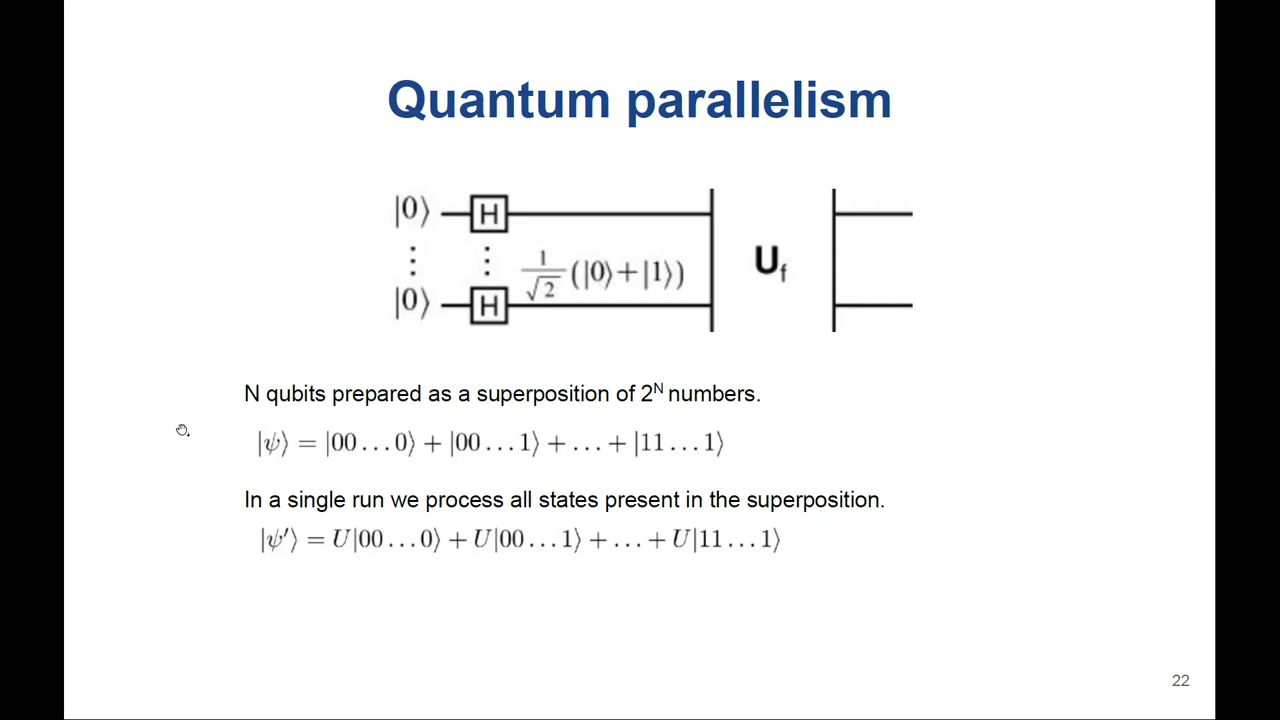 Quantum parallelism
|0⟩ H
⋮ ⋮ 1/√2 (|0⟩+|1⟩) U_f
|0⟩ H
N qubits prepared as a superposition of 2^N numbers.
|ψ⟩ = |00...0⟩ + |00...1⟩ + ... + |11...1⟩
In a single run we process all states present in the superposition.
|ψ′⟩ = U|00...0⟩ + U|00...1⟩ + ... + U|11...1⟩
22